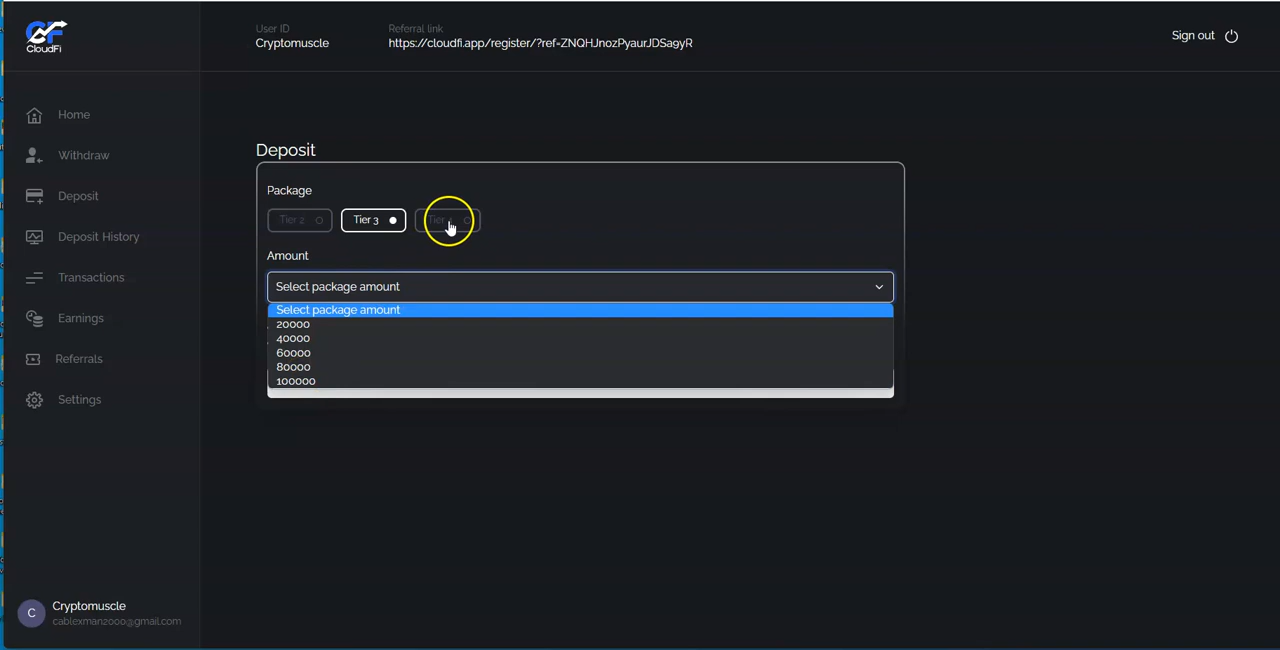 CloudFi
User ID
Cryptomuscle
Referral link
https://cloudfi.app/register/?ref=ZNQHJnozPyaurJDSa9yR
Sign out
Home
Withdraw
Deposit
Deposit History
Transactions
Earnings
Referrals
Settings
Deposit
Package
Tier 2
Tier 3
Tier
Amount
Select package amount
Select package amount
20000
40000
60000
80000
100000
C
Cryptomuscle
cablexman2000@gmail.com